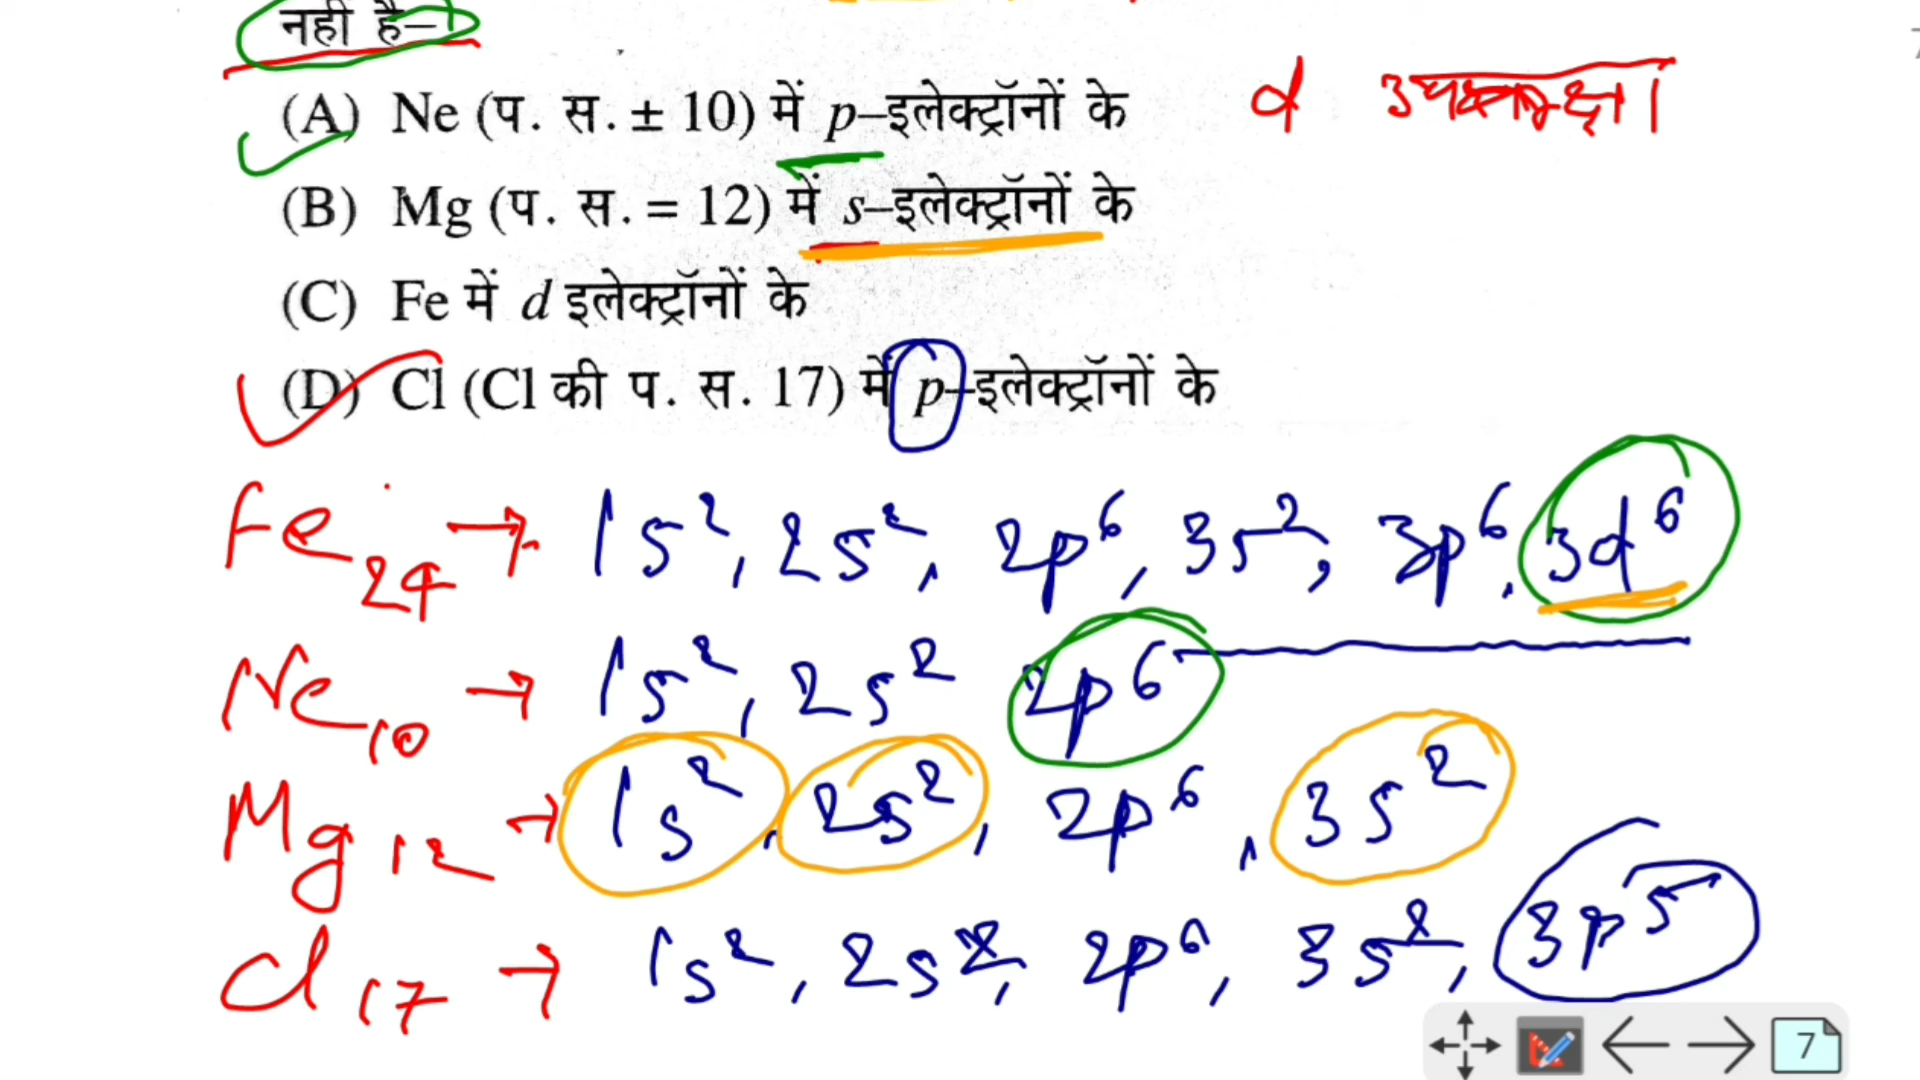 नहीं है–
(A) Ne (प. स. ± 10) में p–इलेक्ट्रॉनों के
d
(B) Mg (प. स. = 12) में s–इलेक्ट्रॉनों के
(C) Fe में d इलेक्ट्रॉनों के
(D) Cl (Cl की प. स. 17) में p–इलेक्ट्रॉनों के
Fe₂₄ → 1s², 2s², 2p⁶, 3s², 3p⁶, 3d⁶
Ne₁₀ → 1s², 2s² 2p⁶
Mg₁₂ → 1s², 2s², 2p⁶, 3s²
Cl₁₇ → 1s², 2s², 2p⁶, 3s², 3p⁵
7